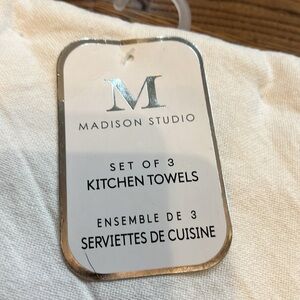 M
MADISON STUDIO
SET OF 3
KITCHEN TOWELS
ENSEMBLE DE 3
SERVIETTES DE CUISINE